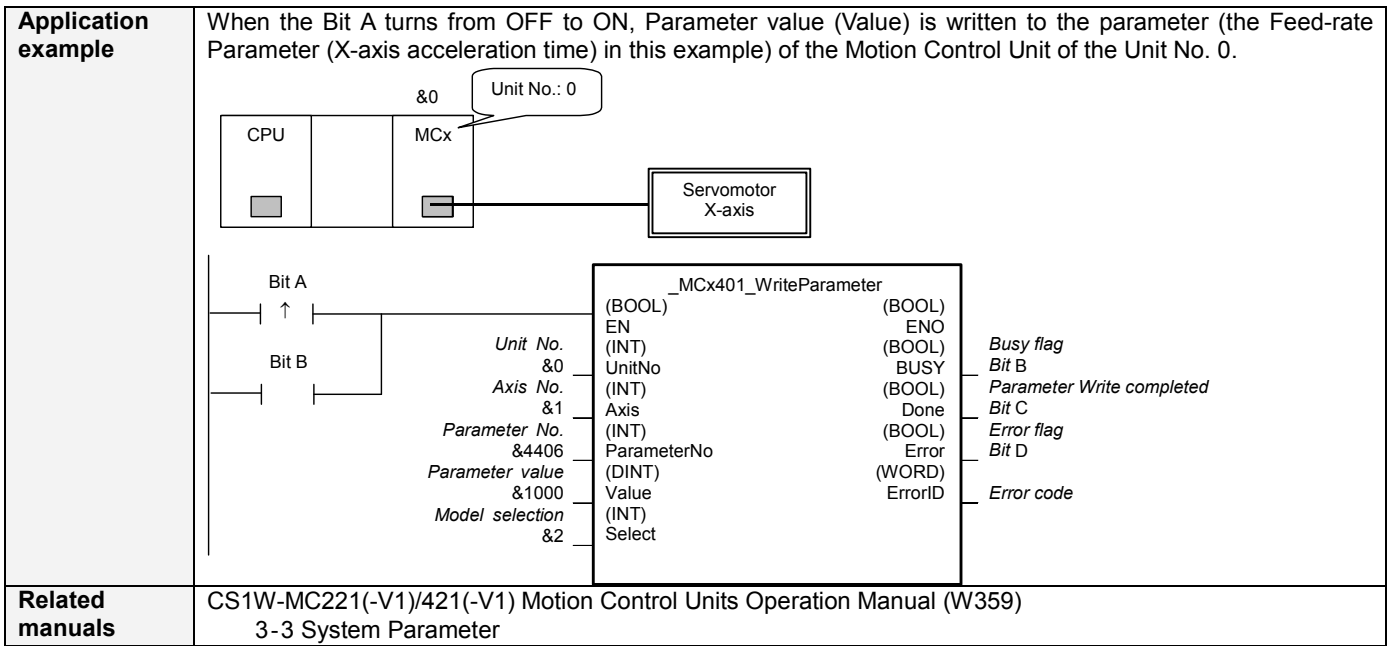 Application example
When the Bit A turns from OFF to ON, Parameter value (Value) is written to the parameter (the Feed-rate
Parameter (X-axis acceleration time) in this example) of the Motion Control Unit of the Unit No. 0.
&0
Unit No.: 0
CPU
MCx
Servomotor
X-axis
Bit A
↑
Bit B
_MCx401_WriteParameter
(BOOL) (BOOL)
EN ENO
Unit No. (INT) (BOOL) Busy flag
&0 UnitNo BUSY Bit B
Axis No. (INT) (BOOL) Parameter Write completed
&1 Axis Done Bit C
Parameter No. (INT) (BOOL) Error flag
&4406 ParameterNo Error Bit D
Parameter value (DINT) (WORD)
&1000 Value ErrorID Error code
Model selection (INT)
&2 Select
Related manuals
CS1W-MC221(-V1)/421(-V1) Motion Control Units Operation Manual (W359)
3-3 System Parameter